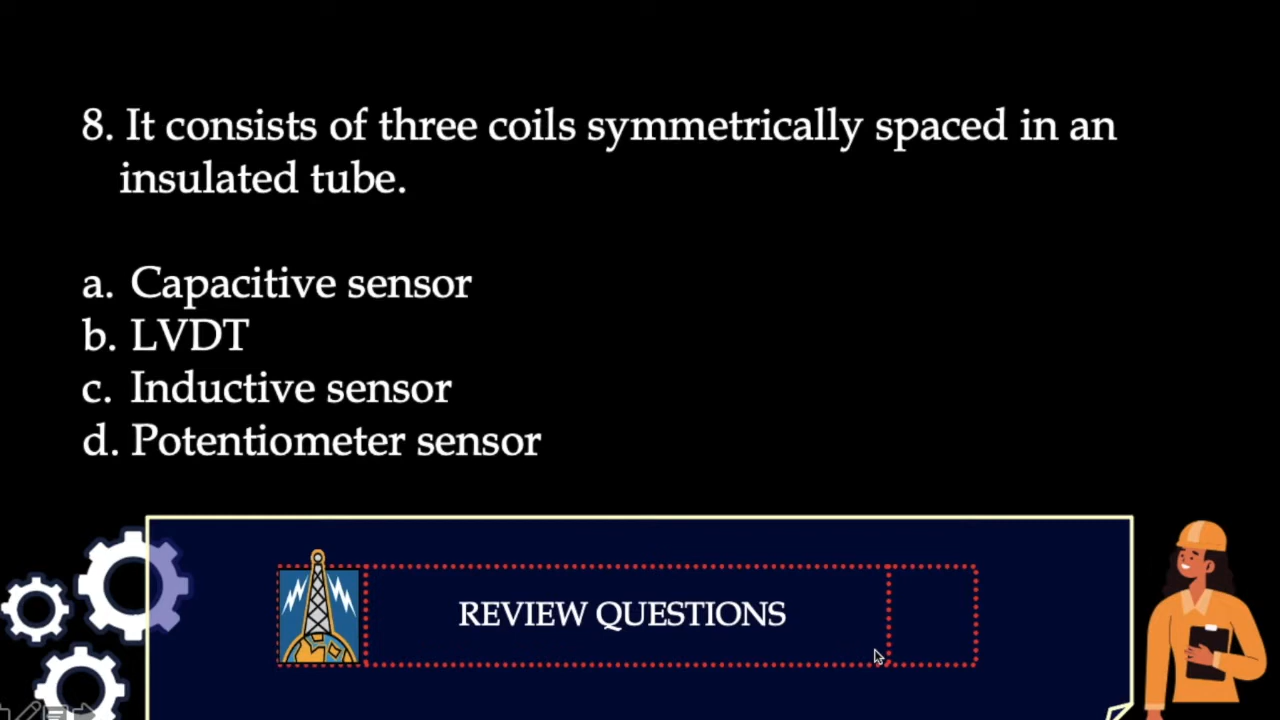 8. It consists of three coils symmetrically spaced in an
insulated tube.
a. Capacitive sensor
b. LVDT
c. Inductive sensor
d. Potentiometer sensor
REVIEW QUESTIONS